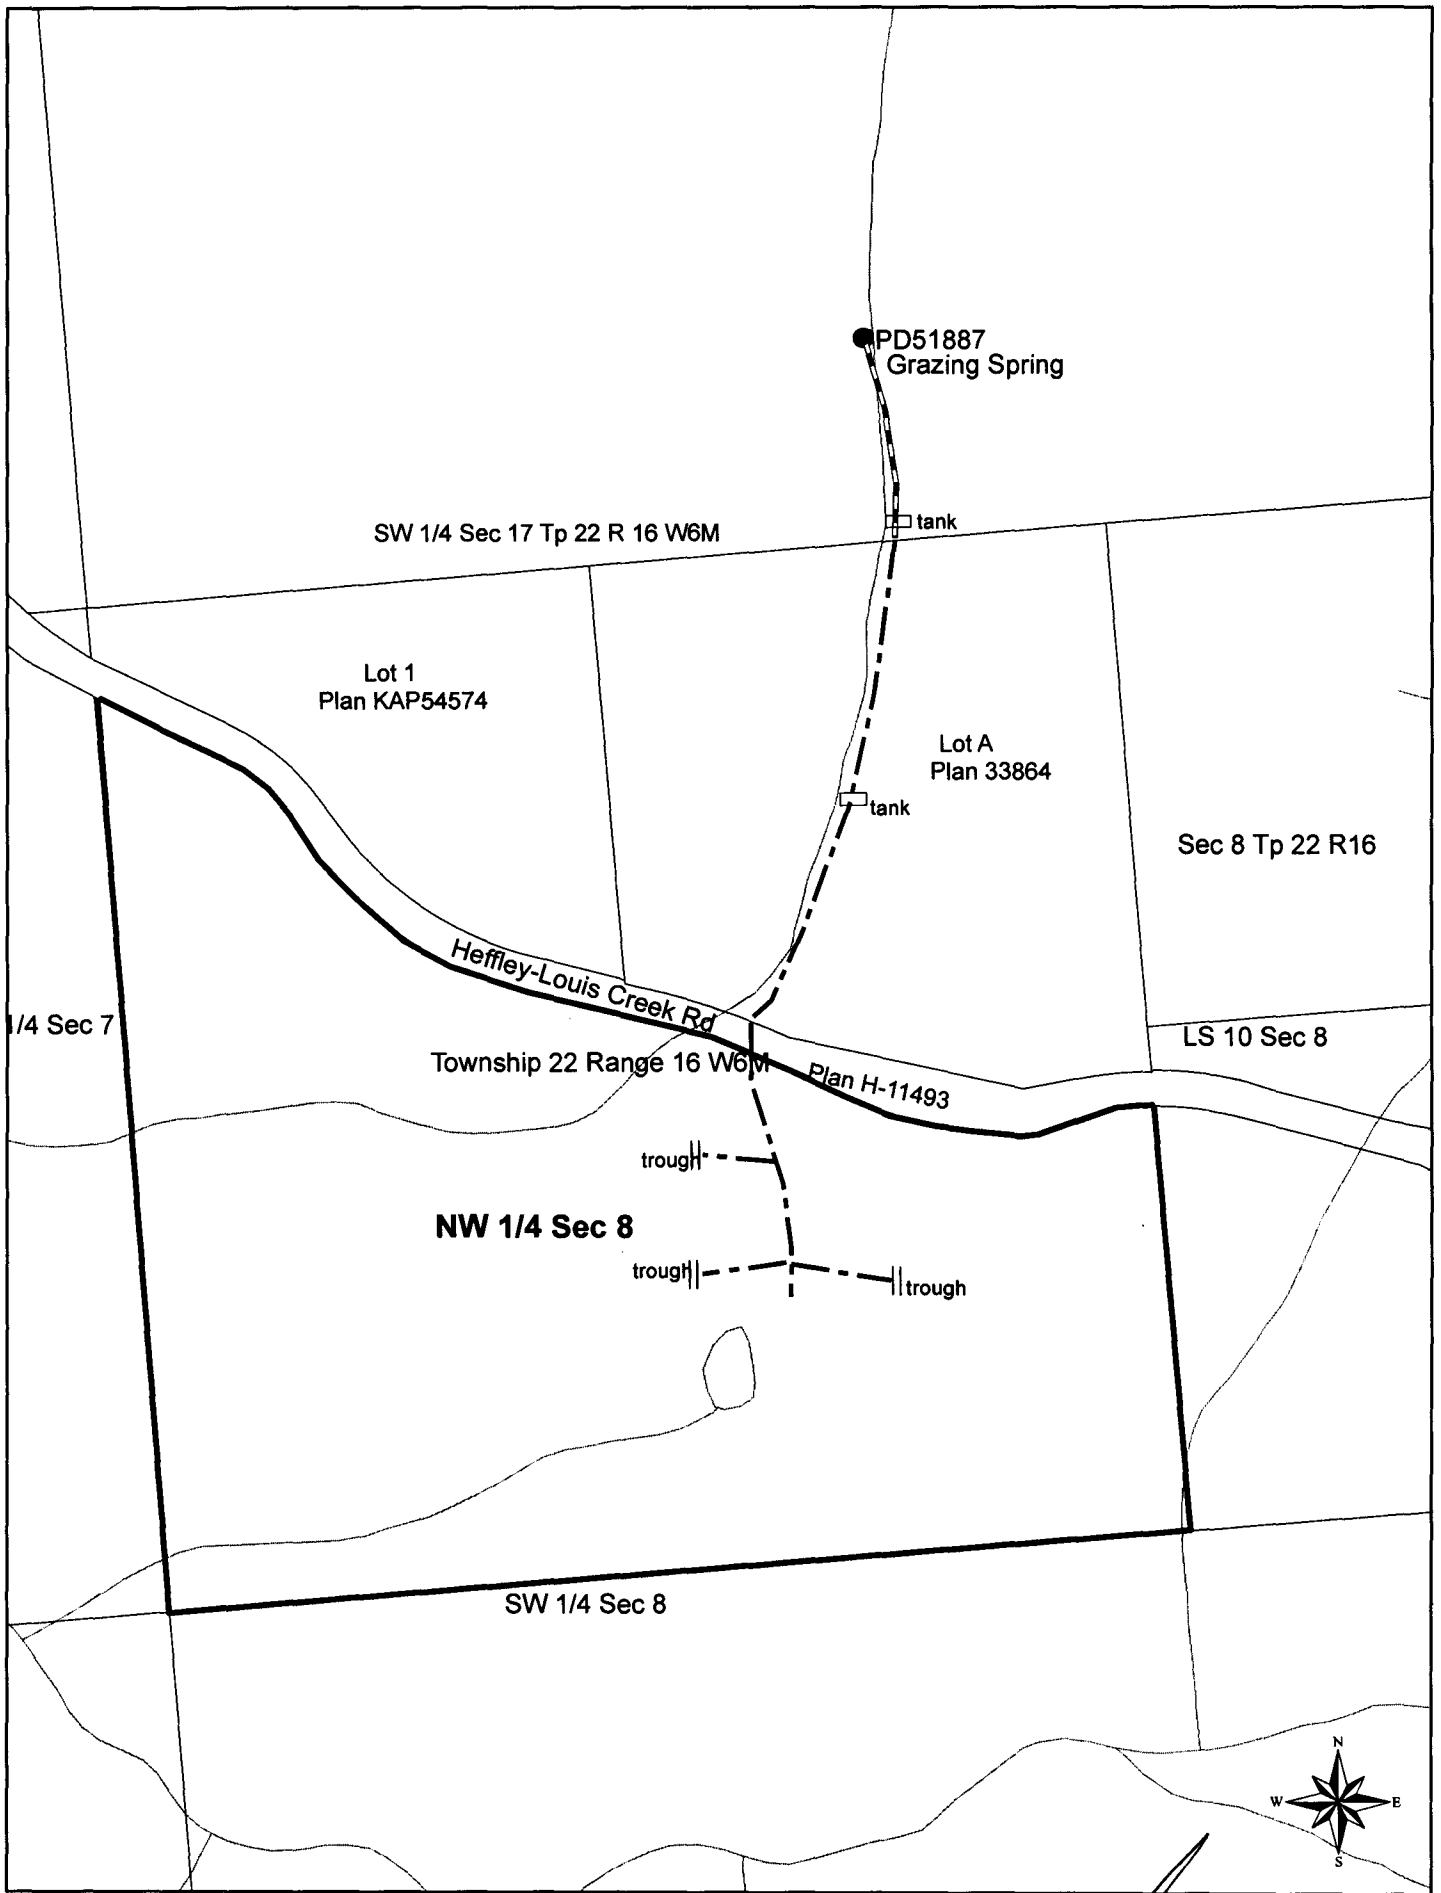 PD51887
Grazing Spring
tank
SW 1/4 Sec 17 Tp 22 R 16 W6M
Lot 1
Plan KAP54574
Lot A
Plan 33864
tank
Sec 8 Tp 22 R16
Heffley-Louis Creek Rd
1/4 Sec 7
LS 10 Sec 8
Township 22 Range 16 W6M
Plan H-11493
trough
NW 1/4 Sec 8
trough
trough
SW 1/4 Sec 8
N
W
E
S